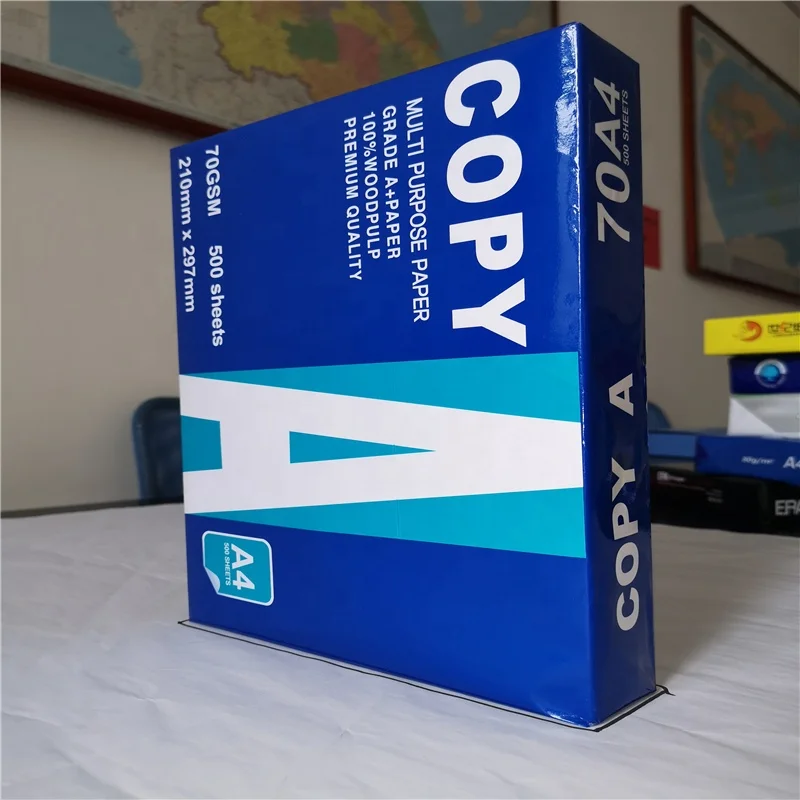 COPY
MULTI PURPOSE PAPER
GRADE A+PAPER
100%WOODPULP
PREMIUM QUALITY
70GSM 500 sheets
210mm x 297mm
A
A4
500 SHEETS
70A4
500 SHEETS
COPY A
A4